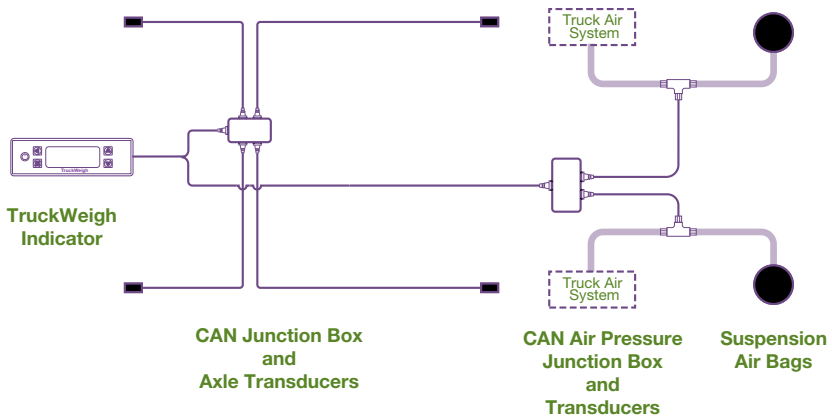 Truck Air
System
TruckWeigh
TruckWeigh
Indicator
Truck Air
System
CAN Junction Box
and
Axle Transducers
CAN Air Pressure
Junction Box
and
Transducers
Suspension
Air Bags